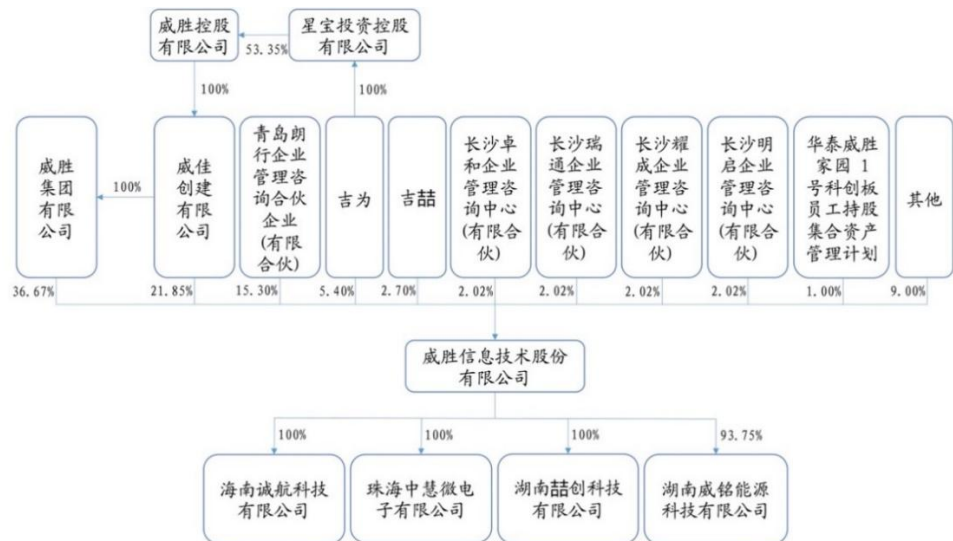 威胜控股
有限公司
星宝投资控股
有限公司
53.35%
100%
100%
威胜
集团
有限
公司
100%
威佳
创建
有限
公司
青岛朗
行企业
管理咨
询合伙
企业
(有限
合伙)
吉为
吉喆
长沙卓
和企业
管理咨
询中心
(有限合
伙)
长沙瑞
通企业
管理咨
询中心
(有限合
伙)
长沙耀
成企业
管理咨
询中心
(有限合
伙)
长沙明
启企业
管理咨
询中心
(有限合
伙)
华泰威胜
家园 1
号科创板
员工持股
集合资产
管理计划
其他
36.67%
21.85%
15.30%
5.40%
2.70%
2.02%
2.02%
2.02%
2.02%
1.00%
9.00%
威胜信息技术股份
有限公司
100%
100%
100%
93.75%
海南诚航科技
有限公司
珠海中慧微电
子有限公司
湖南喆创科技
有限公司
湖南威铭能源
科技有限公司